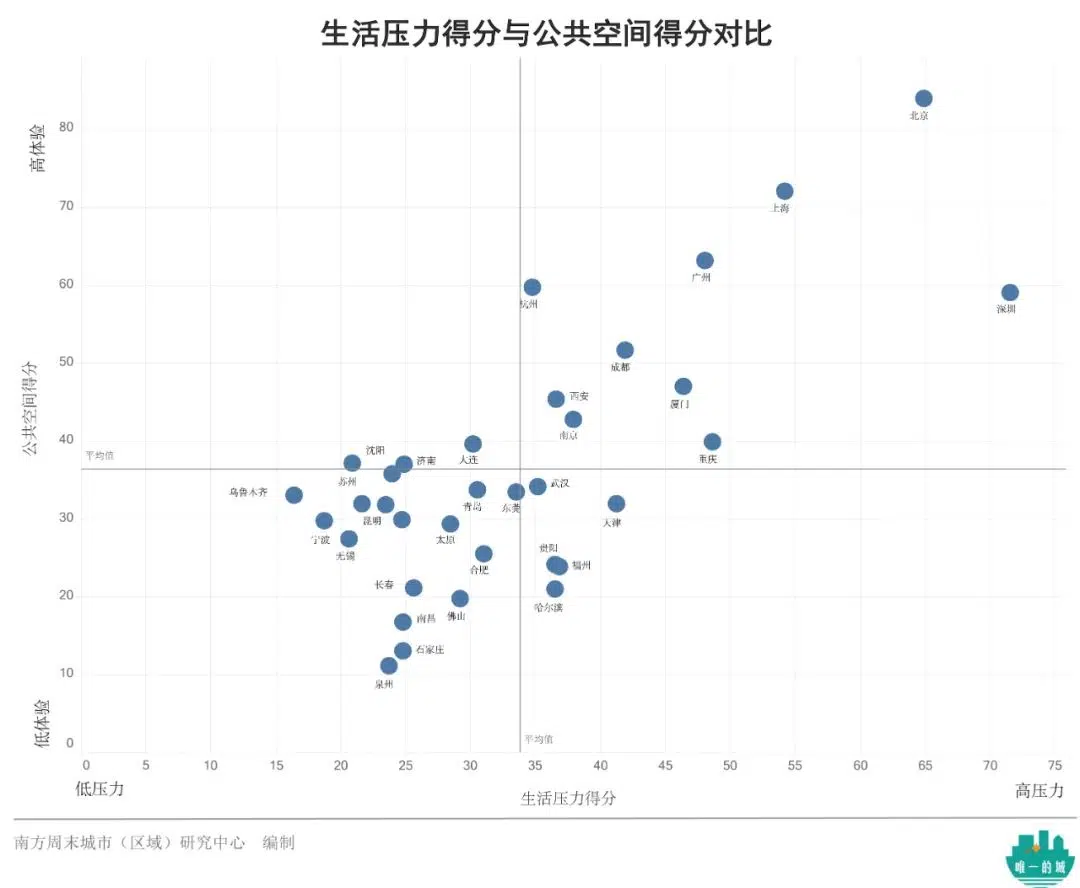 生活压力得分与公共空间得分对比
高体验
80
北京
70
上海
60
广州
杭州
深圳
50
成都
公共空间得分
西安
厦门
40
南京
平均值
沈阳
济南
大连
重庆
苏州
乌鲁木齐
武汉
30
昆明
青岛
东莞
天津
宁波
太原
无锡
贵阳
合肥
福州
20
长春
佛山
哈尔滨
南昌
石家庄
10
泉州
低体验
0
平均值
0 5 10 15 20 25 30 35 40 45 50 55 60 65 70 75
低压力
生活压力得分
高压力
南方周末城市（区域）研究中心 编制
唯一的城